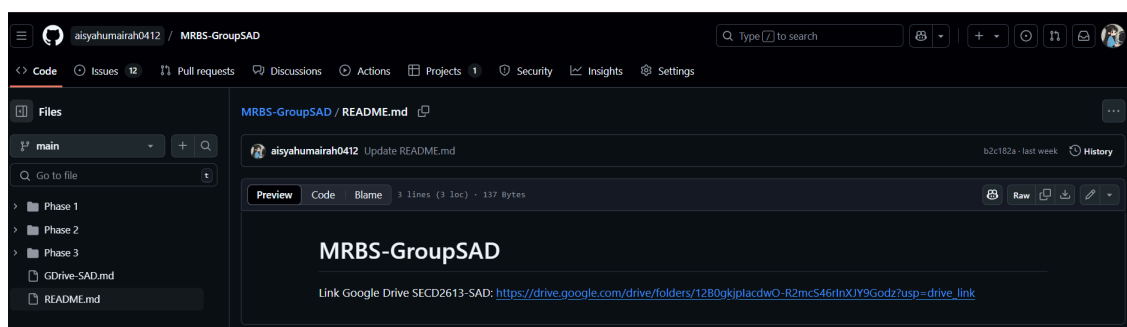 aisyahumairah0412 / MRBS-GroupSAD
Type / to search
Code Issues 12 Pull requests Discussions Actions Projects 1 Security Insights Settings
Files
MRBS-GroupSAD / README.md
main
aisyahumairah0412 Update README.md
b2c182a · last week History
Go to file t
Preview Code Blame 3 lines (3 loc) · 137 Bytes
Raw
Phase 1
Phase 2
Phase 3
GDrive-SAD.md
README.md
MRBS-GroupSAD
Link Google Drive SECD2613-SAD: https://drive.google.com/drive/folders/12B0gkjpIacdwO-R2mcS46rInXJY9Godz?usp=drive_link